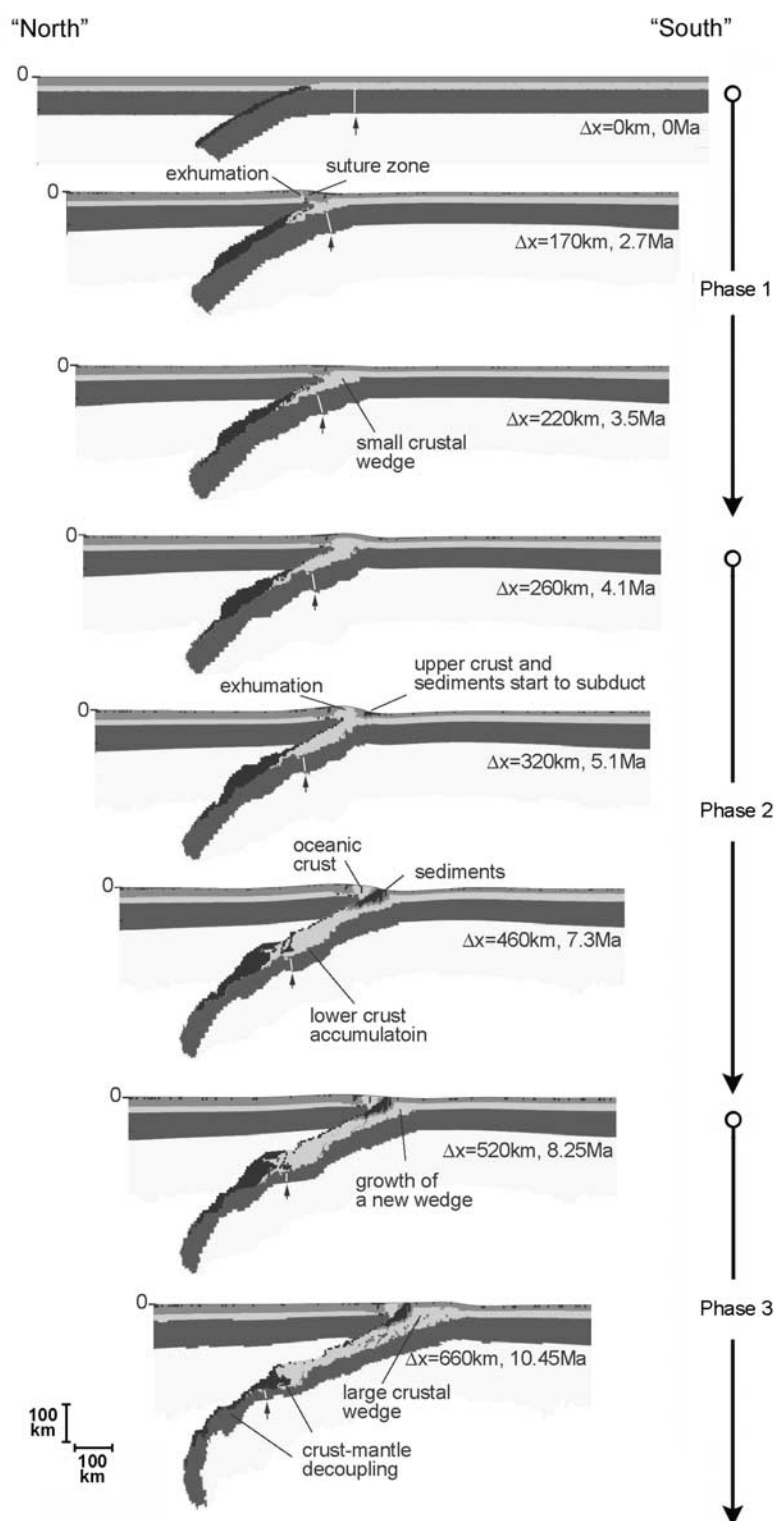 “North”
“South”
0
Δx=0km, 0Ma
exhumation
suture zone
0
Δx=170km, 2.7Ma
Phase 1
0
Δx=220km, 3.5Ma
small crustal
wedge
0
Δx=260km, 4.1Ma
upper crust and
sediments start to subduct
exhumation
0
Δx=320km, 5.1Ma
Phase 2
oceanic
crust
sediments
0
Δx=460km, 7.3Ma
lower crust
accumulatoin
0
Δx=520km, 8.25Ma
growth of
a new wedge
0
Phase 3
Δx=660km, 10.45Ma
large crustal
wedge
100
km
100
km
crust-mantle
decoupling